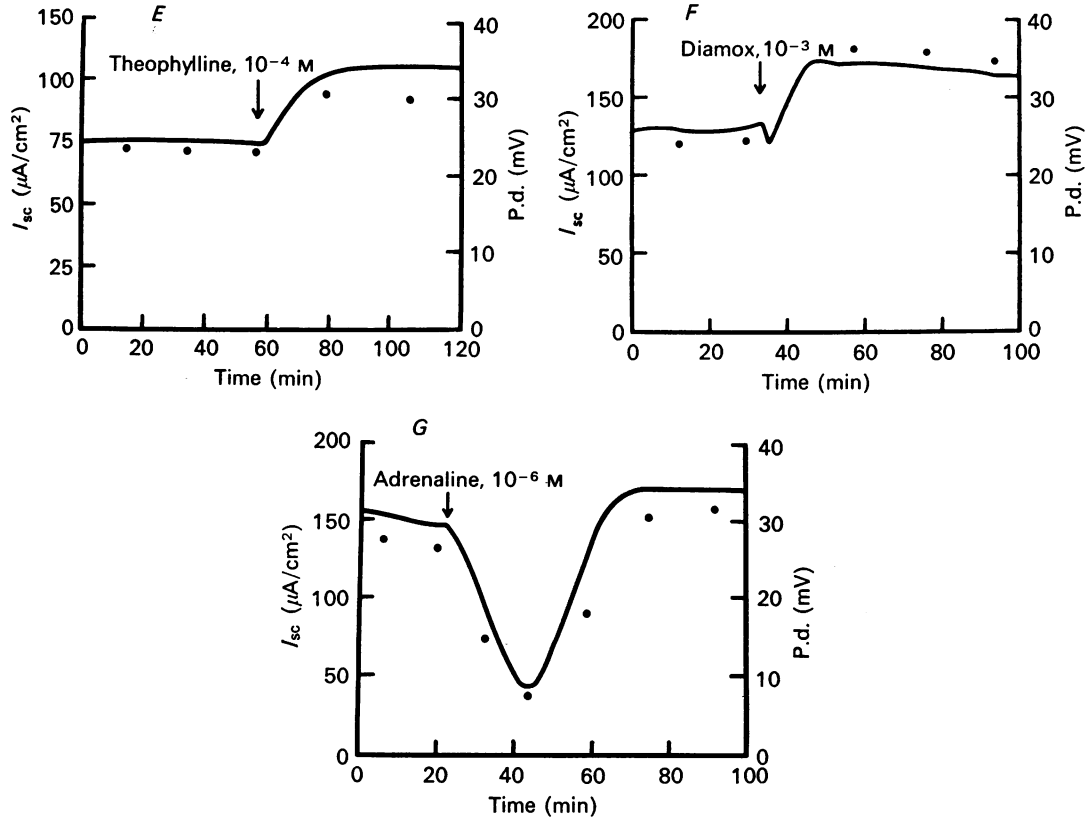 E
Theophylline, 10⁻⁴ M
150
100
75
50
25
0
I_sc (μA/cm²)
40
30
20
10
0
P.d. (mV)
0 20 40 60 80 100 120
Time (min)
F
Diamox, 10⁻³ M
200
150
100
50
0
I_sc (μA/cm²)
40
30
20
10
0
P.d. (mV)
0 20 40 60 80 100
Time (min)
G
Adrenaline, 10⁻⁶ M
200
150
100
50
0
I_sc (μA/cm²)
40
30
20
10
0
P.d. (mV)
0 20 40 60 80 100
Time (min)